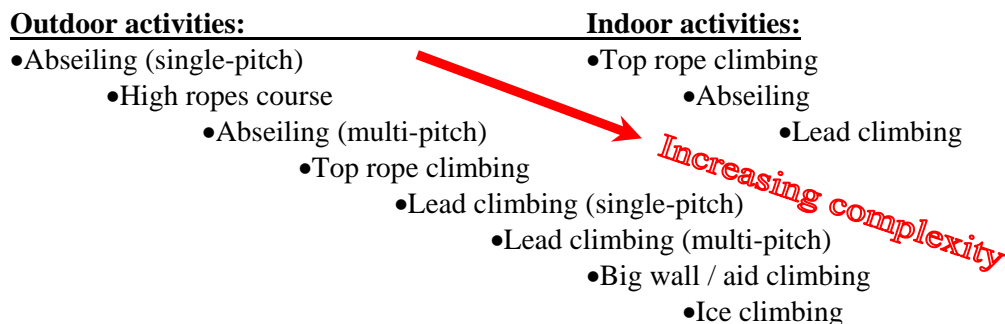 Outdoor activities: Indoor activities:
•Abseiling (single-pitch) •Top rope climbing
•High ropes course •Abseiling
•Abseiling (multi-pitch) •Lead climbing
•Top rope climbing
Increasing complexity
•Lead climbing (single-pitch)
•Lead climbing (multi-pitch)
•Big wall / aid climbing
•Ice climbing